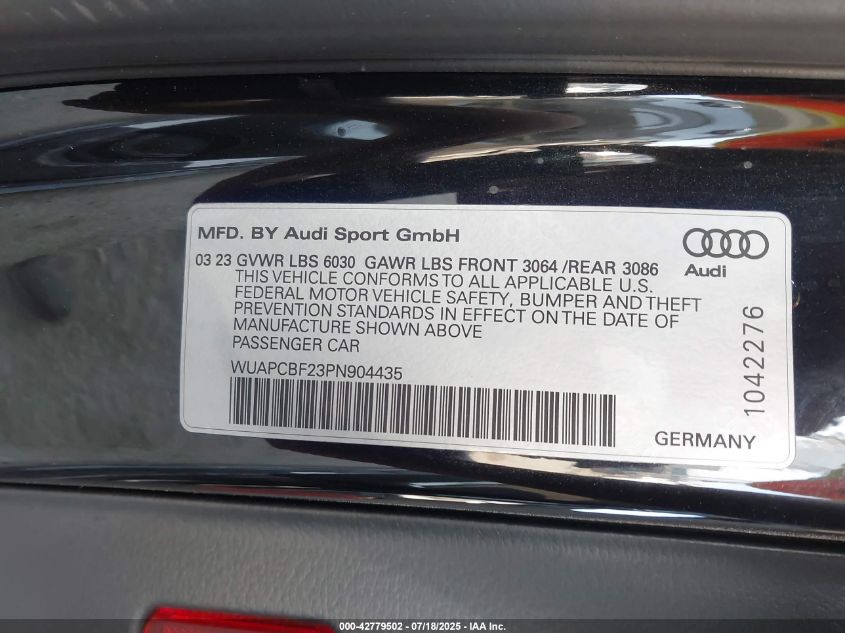 MFD. BY Audi Sport GmbH
03 23 GVWR LBS 6030 GAWR LBS FRONT 3064 /REAR 3086
THIS VEHICLE CONFORMS TO ALL APPLICABLE U.S.
FEDERAL MOTOR VEHICLE SAFETY, BUMPER AND THEFT
PREVENTION STANDARDS IN EFFECT ON THE DATE OF
MANUFACTURE SHOWN ABOVE
PASSENGER CAR
WUAPCBF23PN904435
Audi
1042276
GERMANY
000-42779502 - 07/18/2025 - IAA Inc.